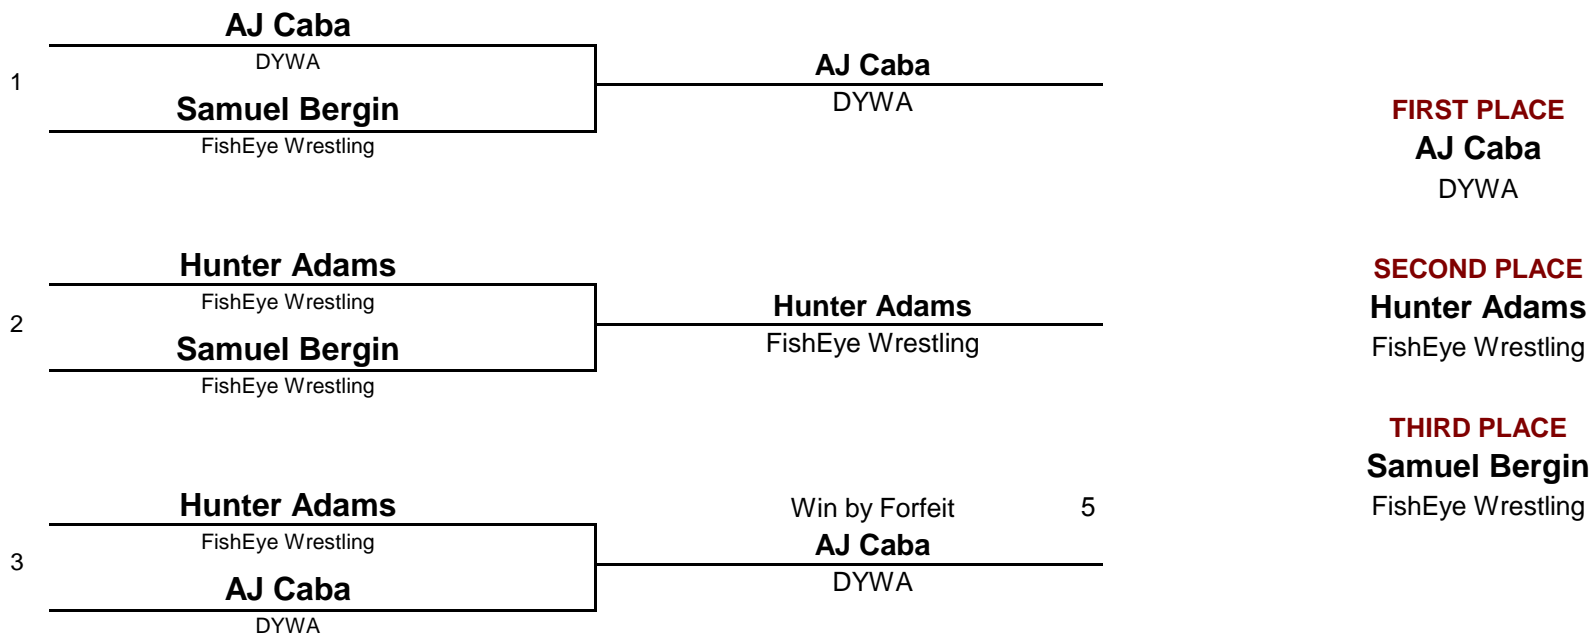 AJ Caba
DYWA
1
Samuel Bergin
FishEye Wrestling
AJ Caba
DYWA
Hunter Adams
FishEye Wrestling
2
Samuel Bergin
FishEye Wrestling
Hunter Adams
FishEye Wrestling
Hunter Adams
FishEye Wrestling
3
AJ Caba
DYWA
Win by Forfeit 5
AJ Caba
DYWA
FIRST PLACE
AJ Caba
DYWA
SECOND PLACE
Hunter Adams
FishEye Wrestling
THIRD PLACE
Samuel Bergin
FishEye Wrestling